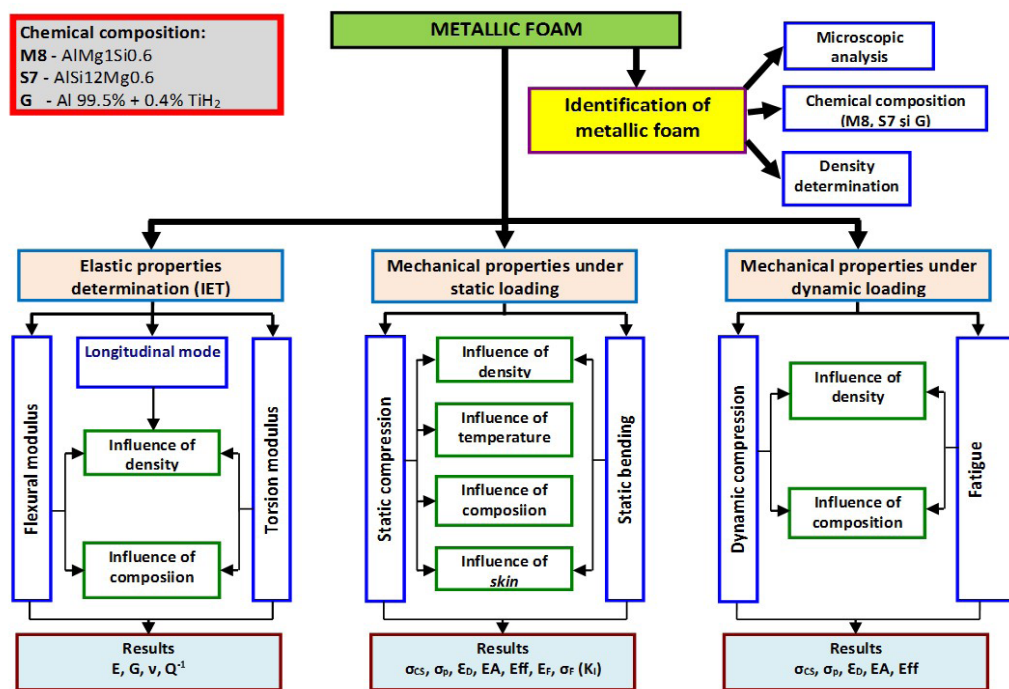 METALLIC FOAM
Chemical composition:
M8 - AlMg1Si0.6
S7 - AlSi12Mg0.6
G - Al 99.5% + 0.4% TiH₂
Identification of
metallic foam
Microscopic
analysis
Chemical composition
(M8, S7 și G)
Density
determination
Elastic properties
determination (IET)
Flexural modulus
Longitudinal mode
Torsion modulus
Influence of
density
Influence of
composiion
Results
E, G, ν, Q⁻¹
Mechanical properties under
static loading
Static compression
Influence of
density
Influence of
temperature
Influence of
composiion
Influence of
skin
Static bending
Results
σCS, σp, ԐD, EA, Eff, EF, σF (KI)
Mechanical properties under
dynamic loading
Dynamic compression
Influence of
density
Influence of
composition
Fatigue
Results
σCS, σp, ԐD, EA, Eff